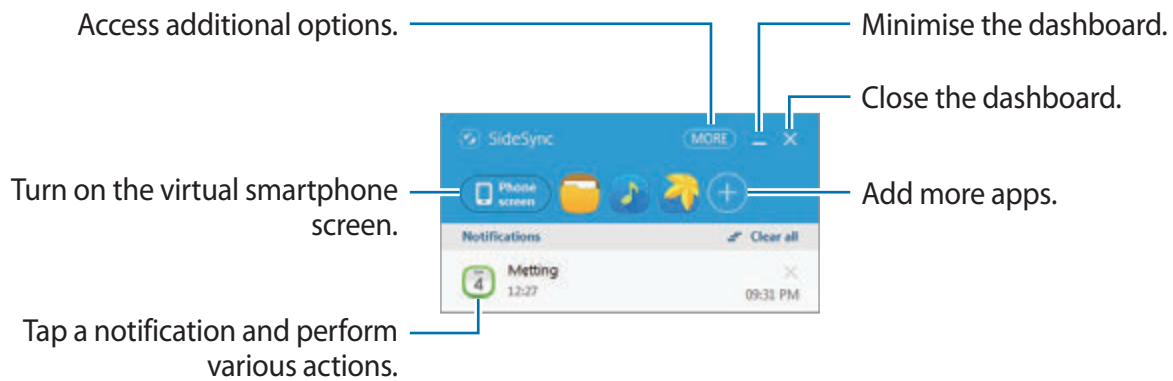 Access additional options.
Minimise the dashboard.
Close the dashboard.
SideSync
MORE
Turn on the virtual smartphone
screen.
Phone
screen
Add more apps.
Notifications
Clear all
4
Metting
12:27
09:31 PM
Tap a notification and perform
various actions.